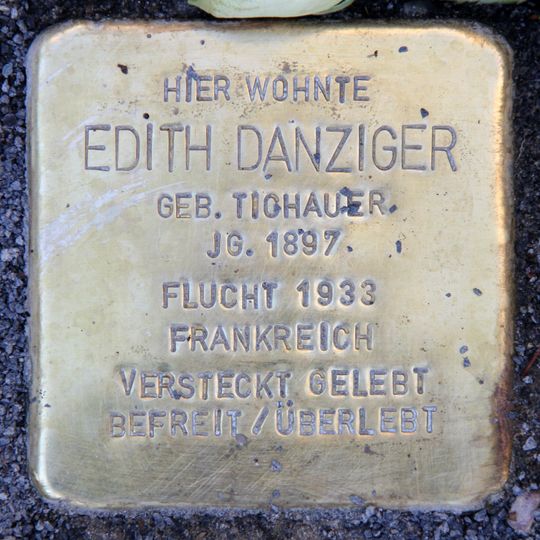 HIER WOHNTE
EDITH DANZIGER
GEB. TICHAUER
JG. 1897
FLUCHT 1933
FRANKREICH
VERSTECKT GELEBT
BEFREIT / ÜBERLEBT